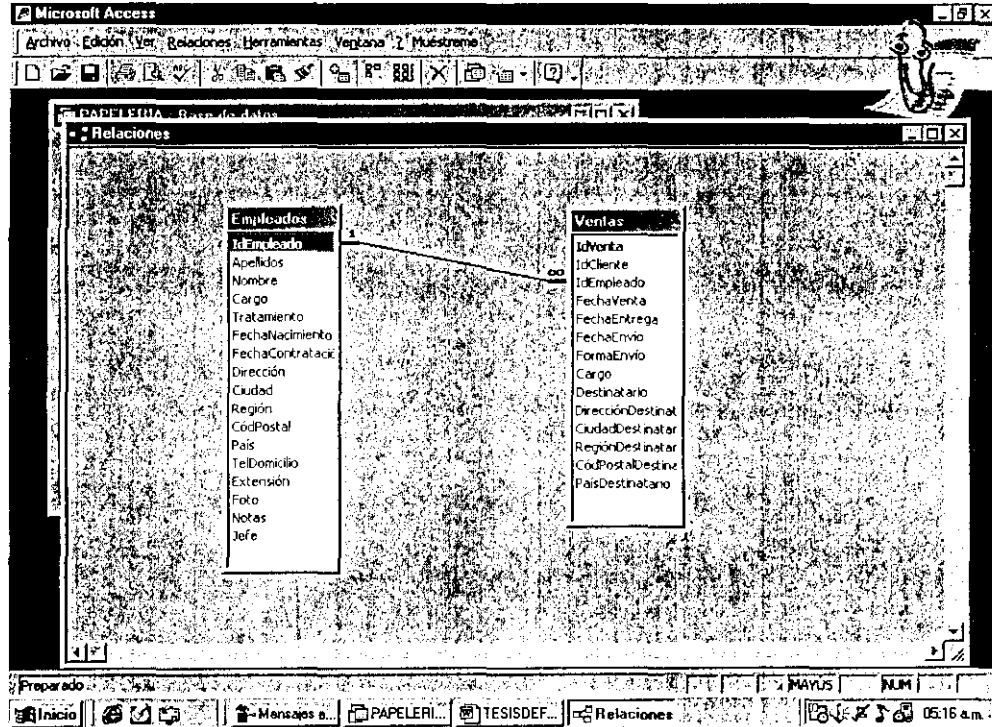 Microsoft Access
Archivo Edición Ver Relaciones Herramientas Ventana ? Muéstreme
PAPELERIA : Base de datos
Relaciones
Empleados
IdEmpleado
Apellidos
Nombre
Cargo
Tratamiento
FechaNacimiento
FechaContratacic
Dirección
Ciudad
Región
CódPostal
País
TelDomicilio
Extensión
Foto
Notas
Jefe
1
∞
Ventas
IdVenta
IdCliente
IdEmpleado
FechaVenta
FechaEntrega
FechaEnvío
FormaEnvío
Cargo
Destinatario
DirecciónDestinat
CiudadDestinatar
RegiónDestinatar
CódPostalDestina
PaísDestinatario
Preparado
MAYUS NUM
Inicio Mensajes e... PAPELERI... TESISDEF... Relaciones 05:16 a.m.